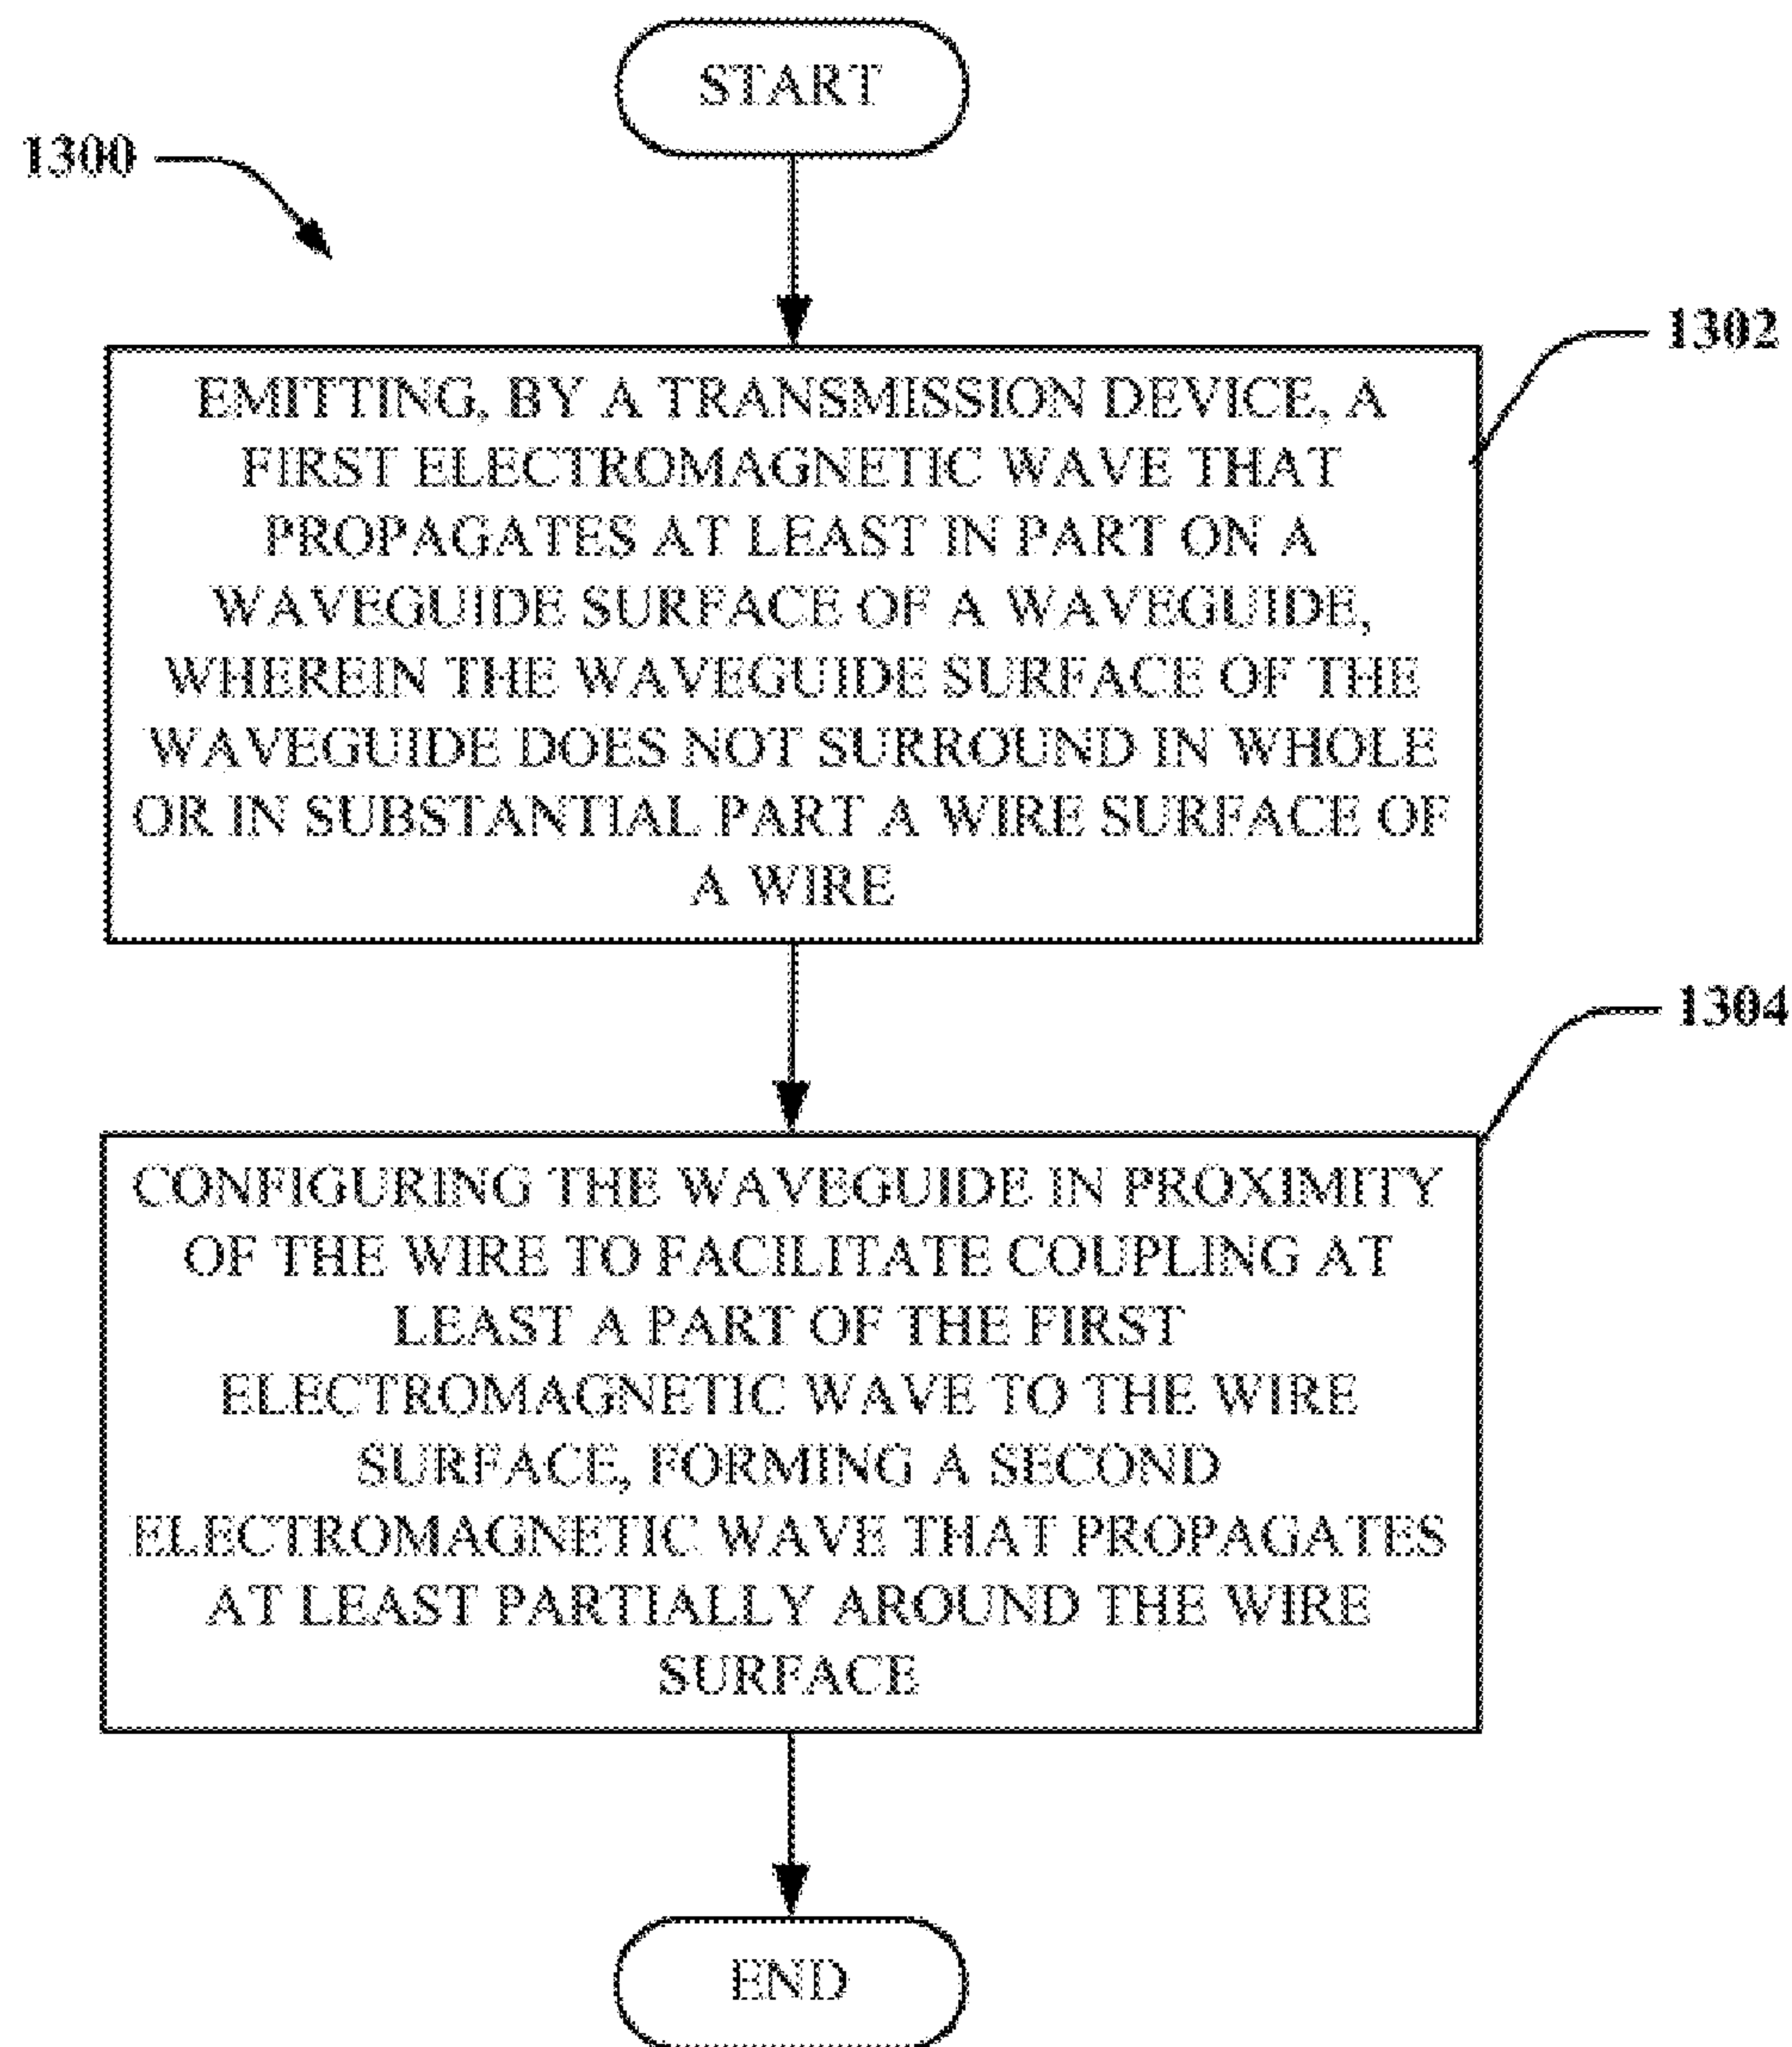 START
1300
1302
EMITTING, BY A TRANSMISSION DEVICE, A
FIRST ELECTROMAGNETIC WAVE THAT
PROPAGATES AT LEAST IN PART ON A
WAVEGUIDE SURFACE OF A WAVEGUIDE,
WHEREIN THE WAVEGUIDE SURFACE OF THE
WAVEGUIDE DOES NOT SURROUND IN WHOLE
OR IN SUBSTANTIAL PART A WIRE SURFACE OF
A WIRE
1304
CONFIGURING THE WAVEGUIDE IN PROXIMITY
OF THE WIRE TO FACILITATE COUPLING AT
LEAST A PART OF THE FIRST
ELECTROMAGNETIC WAVE TO THE WIRE
SURFACE, FORMING A SECOND
ELECTROMAGNETIC WAVE THAT PROPAGATES
AT LEAST PARTIALLY AROUND THE WIRE
SURFACE
END